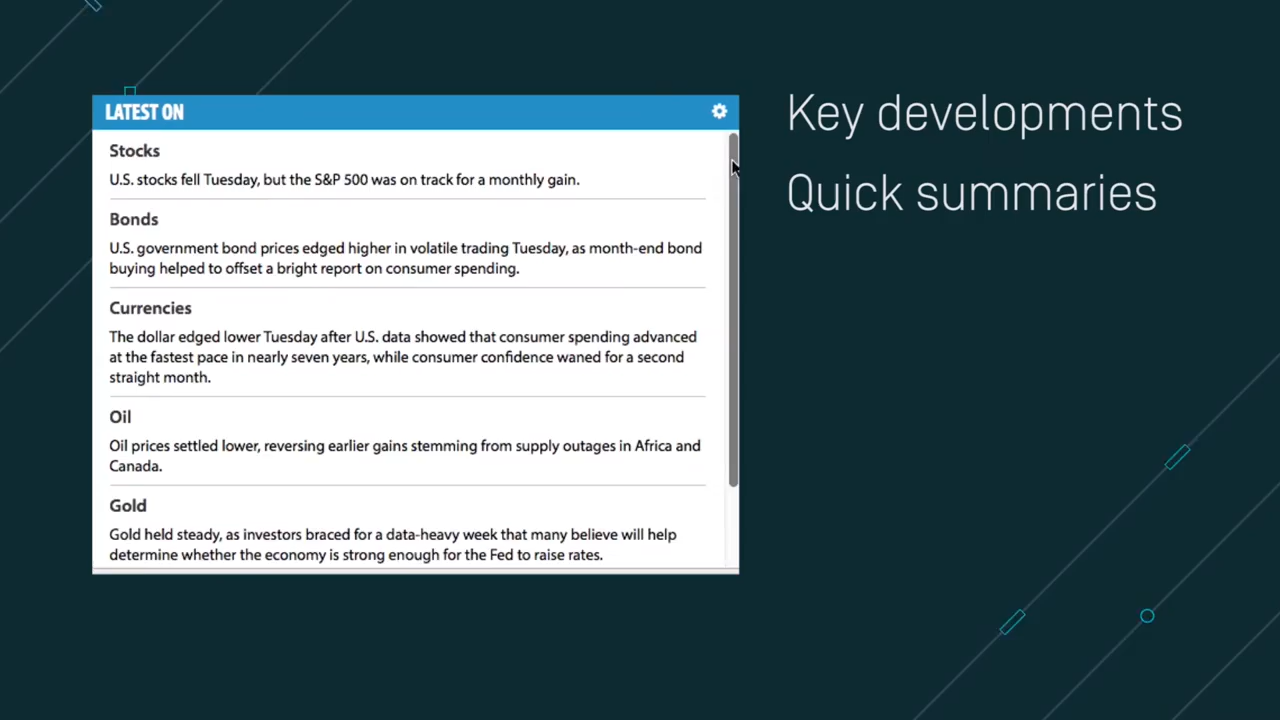 LATEST ON
Stocks
U.S. stocks fell Tuesday, but the S&P 500 was on track for a monthly gain.
Bonds
U.S. government bond prices edged higher in volatile trading Tuesday, as month-end bond
buying helped to offset a bright report on consumer spending.
Currencies
The dollar edged lower Tuesday after U.S. data showed that consumer spending advanced
at the fastest pace in nearly seven years, while consumer confidence waned for a second
straight month.
Oil
Oil prices settled lower, reversing earlier gains stemming from supply outages in Africa and
Canada.
Gold
Gold held steady, as investors braced for a data-heavy week that many believe will help
determine whether the economy is strong enough for the Fed to raise rates.
Key developments
Quick summaries